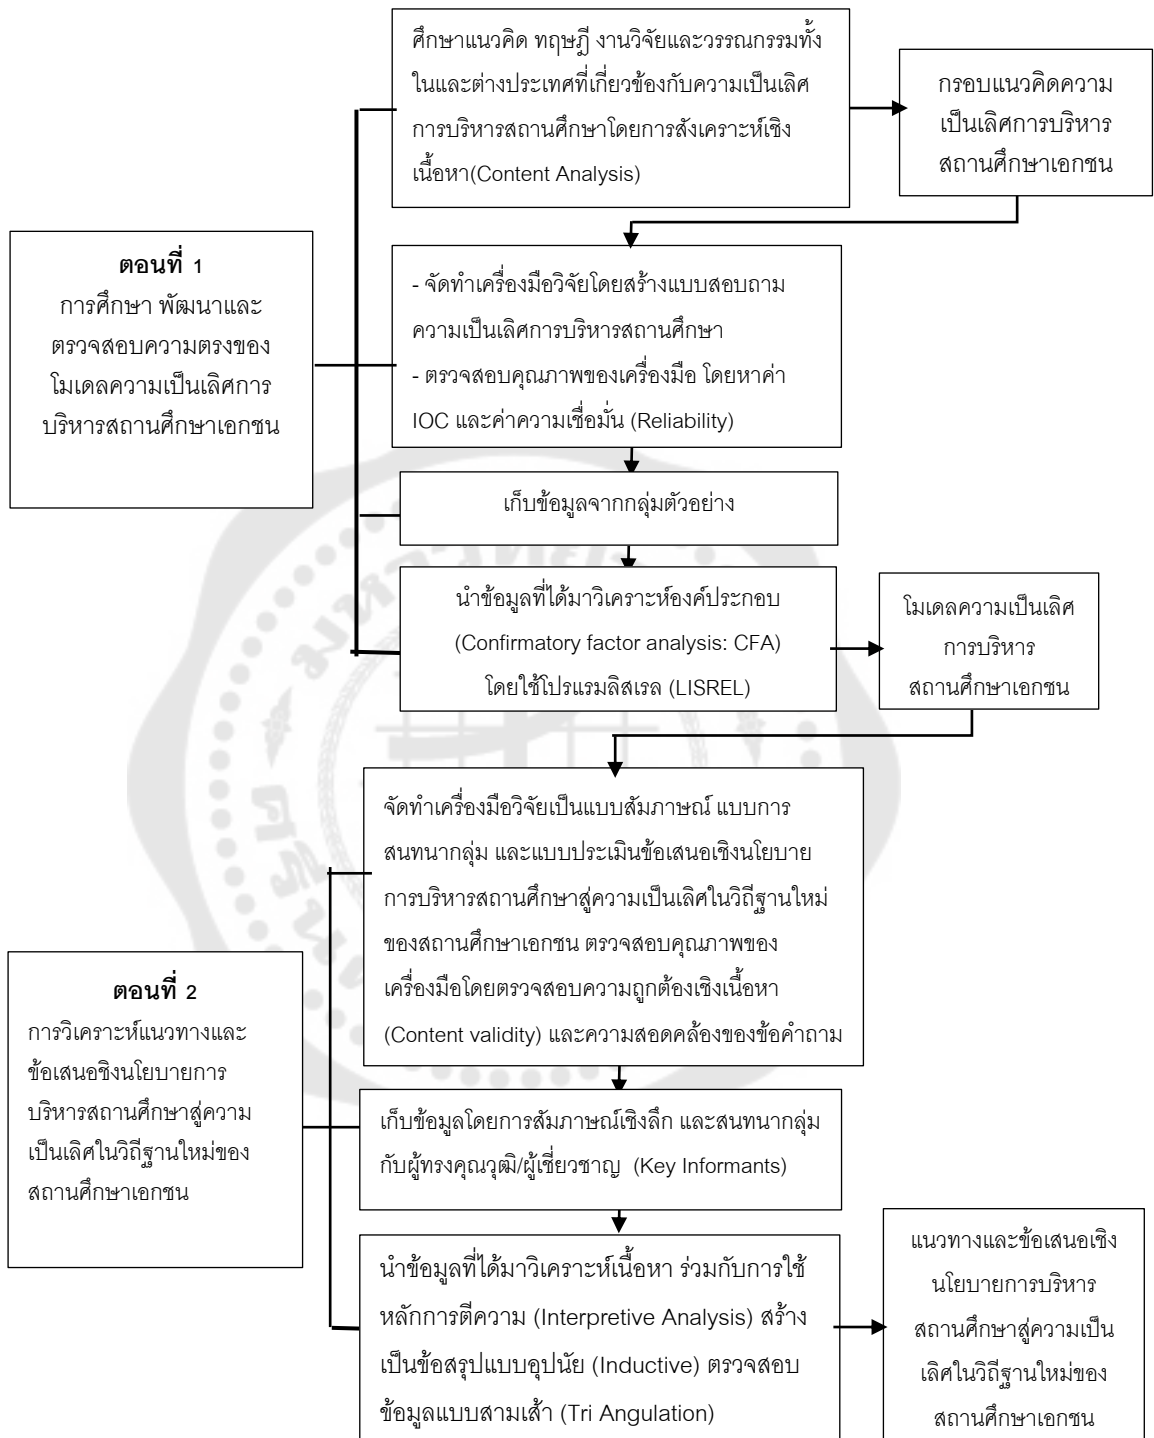 ศึกษาแนวคิด ทฤษฎี งานวิจัยและวรรณกรรมทั้ง
ในและต่างประเทศที่เกี่ยวข้องกับความเป็นเลิศ
การบริหารสถานศึกษาโดยการสังเคราะห์เชิง
เนื้อหา(Content Analysis)
กรอบแนวคิดความ
เป็นเลิศการบริหาร
สถานศึกษาเอกชน
ตอนที่ 1
การศึกษา พัฒนาและ
ตรวจสอบความตรงของ
โมเดลความเป็นเลิศการ
บริหารสถานศึกษาเอกชน
- จัดทำเครื่องมือวิจัยโดยสร้างแบบสอบถาม
ความเป็นเลิศการบริหารสถานศึกษา
- ตรวจสอบคุณภาพของเครื่องมือ โดยหาค่า
IOC และค่าความเชื่อมั่น (Reliability)
เก็บข้อมูลจากกลุ่มตัวอย่าง
นำข้อมูลที่ได้มาวิเคราะห์องค์ประกอบ
(Confirmatory factor analysis: CFA)
โดยใช้โปรแรมลิสเรล (LISREL)
โมเดลความเป็นเลิศ
การบริหาร
สถานศึกษาเอกชน
จัดทำเครื่องมือวิจัยเป็นแบบสัมภาษณ์ แบบการ
สนทนากลุ่ม และแบบประเมินข้อเสนอเชิงนโยบาย
การบริหารสถานศึกษาสู่ความเป็นเลิศในวิถีฐานใหม่
ของสถานศึกษาเอกชน ตรวจสอบคุณภาพของ
เครื่องมือโดยตรวจสอบความถูกต้องเชิงเนื้อหา
(Content validity) และความสอดคล้องของข้อคำถาม
ตอนที่ 2
การวิเคราะห์แนวทางและ
ข้อเสนอชิงนโยบายการ
บริหารสถานศึกษาสู่ความ
เป็นเลิศในวิถีฐานใหม่ของ
สถานศึกษาเอกชน
เก็บข้อมูลโดยการสัมภาษณ์เชิงลึก และสนทนากลุ่ม
กับผู้ทรงคุณวุฒิ/ผู้เชี่ยวชาญ (Key Informants)
นำข้อมูลที่ได้มาวิเคราะห์เนื้อหา ร่วมกับการใช้
หลักการตีความ (Interpretive Analysis) สร้าง
เป็นข้อสรุปแบบอุปนัย (Inductive) ตรวจสอบ
ข้อมูลแบบสามเส้า (Tri Angulation)
แนวทางและข้อเสนอเชิง
นโยบายการบริหาร
สถานศึกษาสู่ความเป็น
เลิศในวิถีฐานใหม่ของ
สถานศึกษาเอกชน